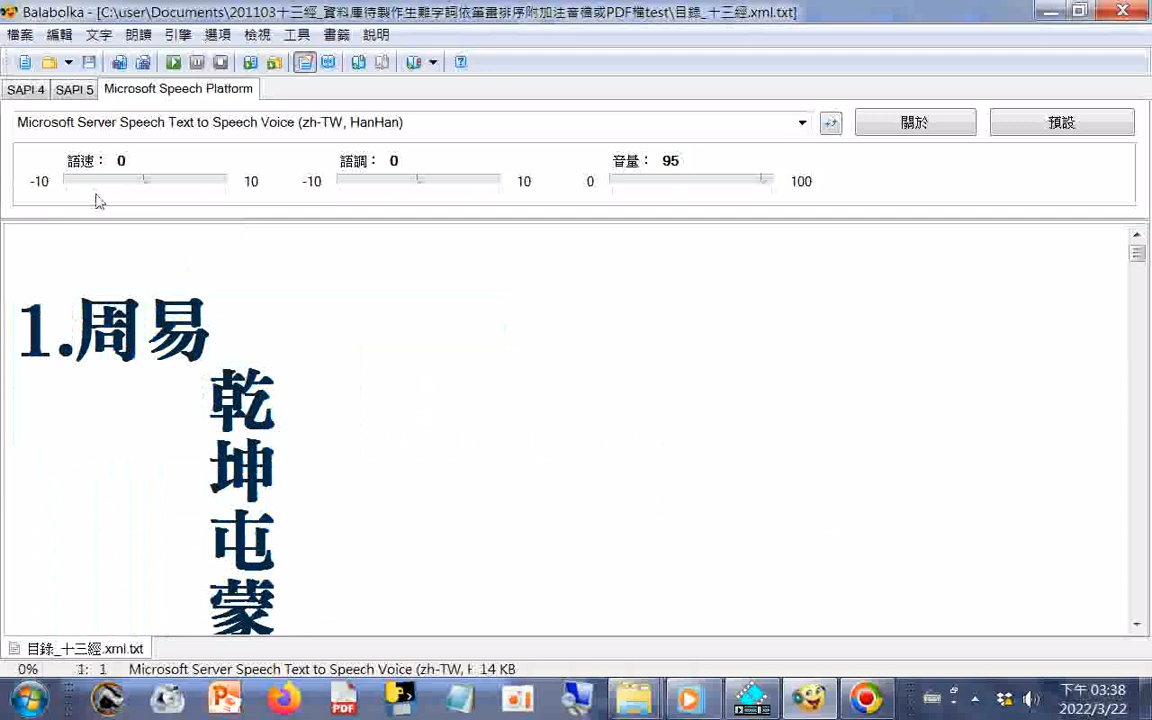 Balabolka - [C:\user\Documents\201103十三經_資料庫待製作生難字詞依筆畫排序附加注音檔或PDF檔test\目錄_十三經.xml.txt]
檔案 編輯 文字 朗讀 引擎 選項 檢視 工具 書籤 說明
SAPI 4 SAPI 5 Microsoft Speech Platform
Microsoft Server Speech Text to Speech Voice (zh-TW, HanHan) 關於 預設
語速： 0 語調： 0 音量： 95
-10 10 -10 10 0 100
1.周易
乾
坤
屯
蒙
目錄_十三經.xml.txt
0% 1: 1 Microsoft Server Speech Text to Speech Voice (zh-TW, H 14 KB
下午 03:38
2022/3/22